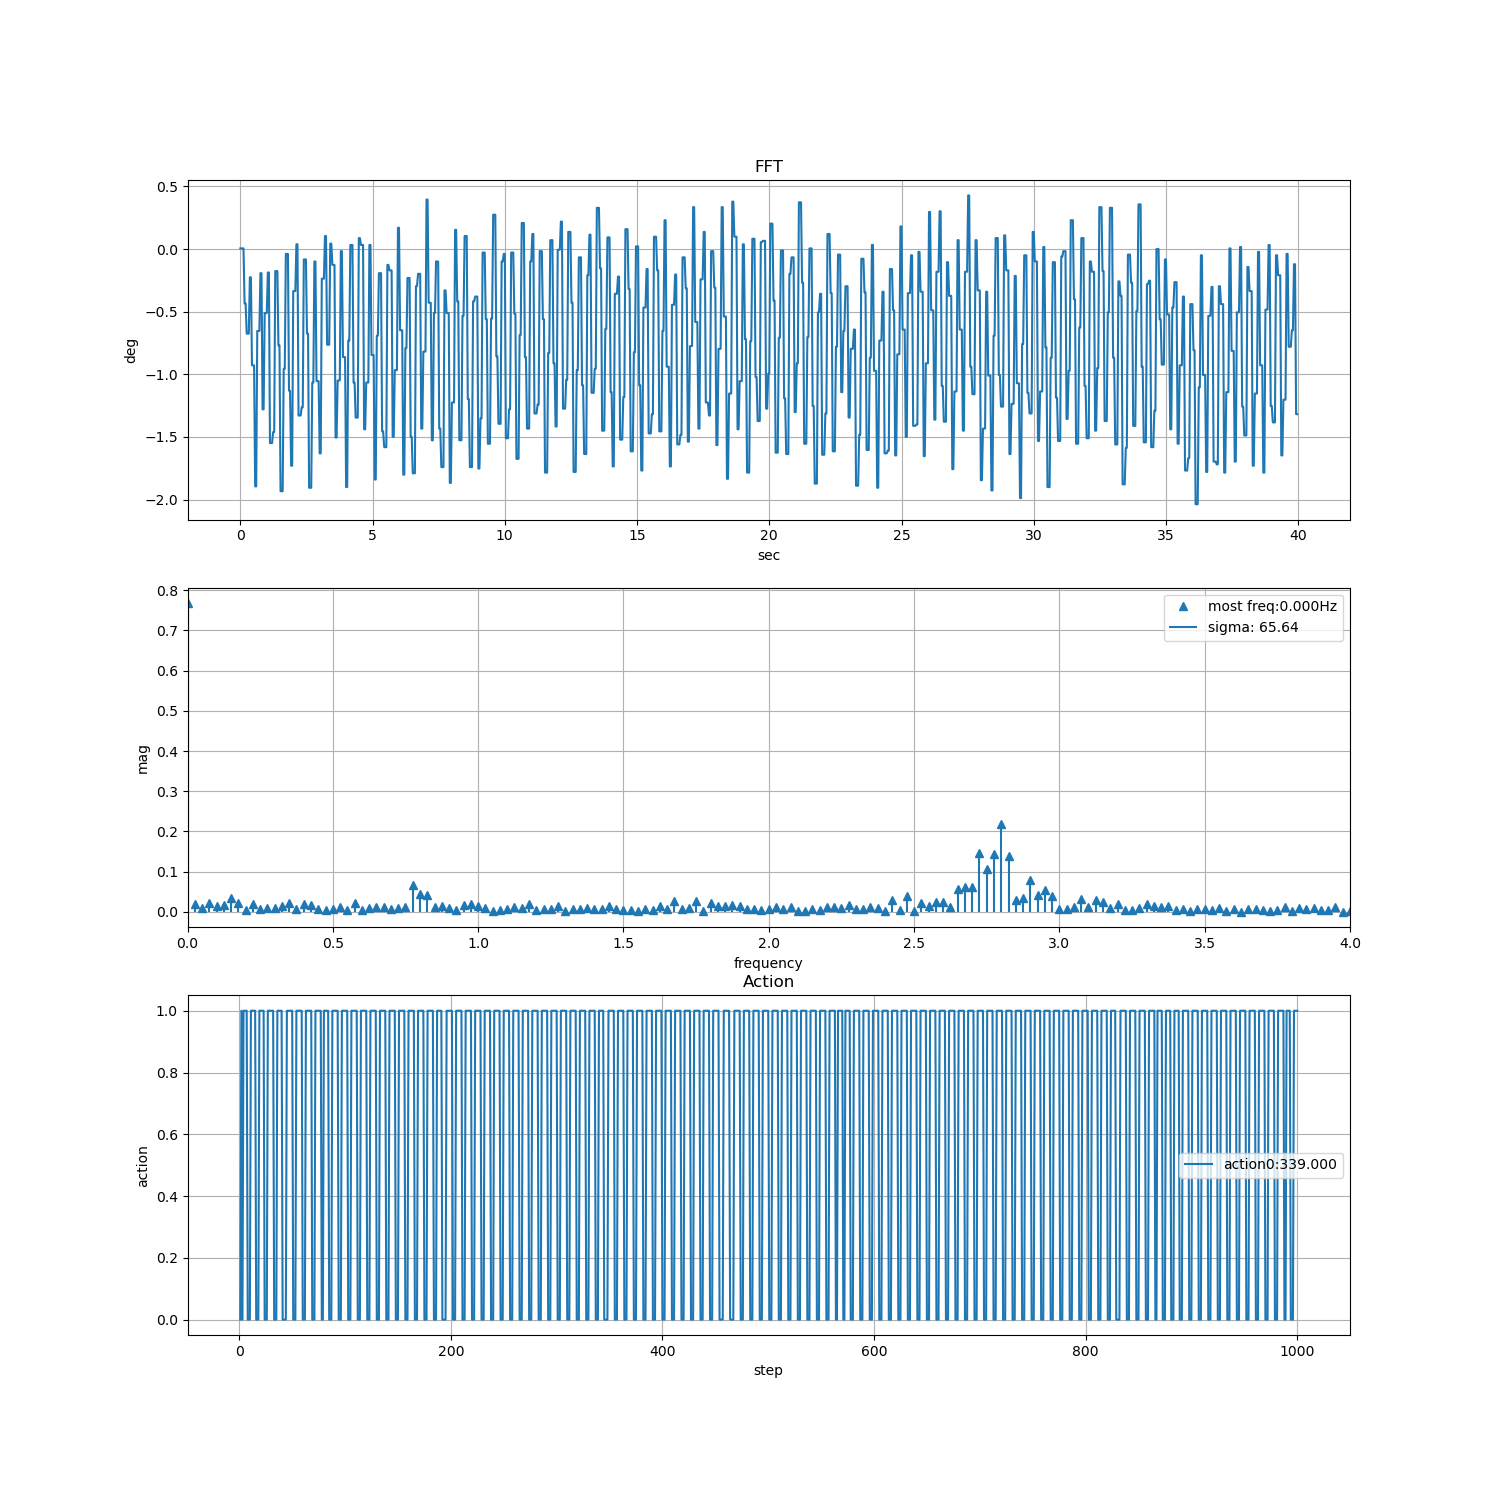 FFT
0.5
0.0
−0.5
−1.0
−1.5
−2.0
deg
0 5 10 15 20 25 30 35 40
sec
0.8
0.7
0.6
0.5
0.4
0.3
0.2
0.1
0.0
mag
most freq:0.000Hz
sigma: 65.64
0.0 0.5 1.0 1.5 2.0 2.5 3.0 3.5 4.0
frequency
Action
1.0
0.8
0.6
0.4
0.2
0.0
action
action0:339.000
0 200 400 600 800 1000
step